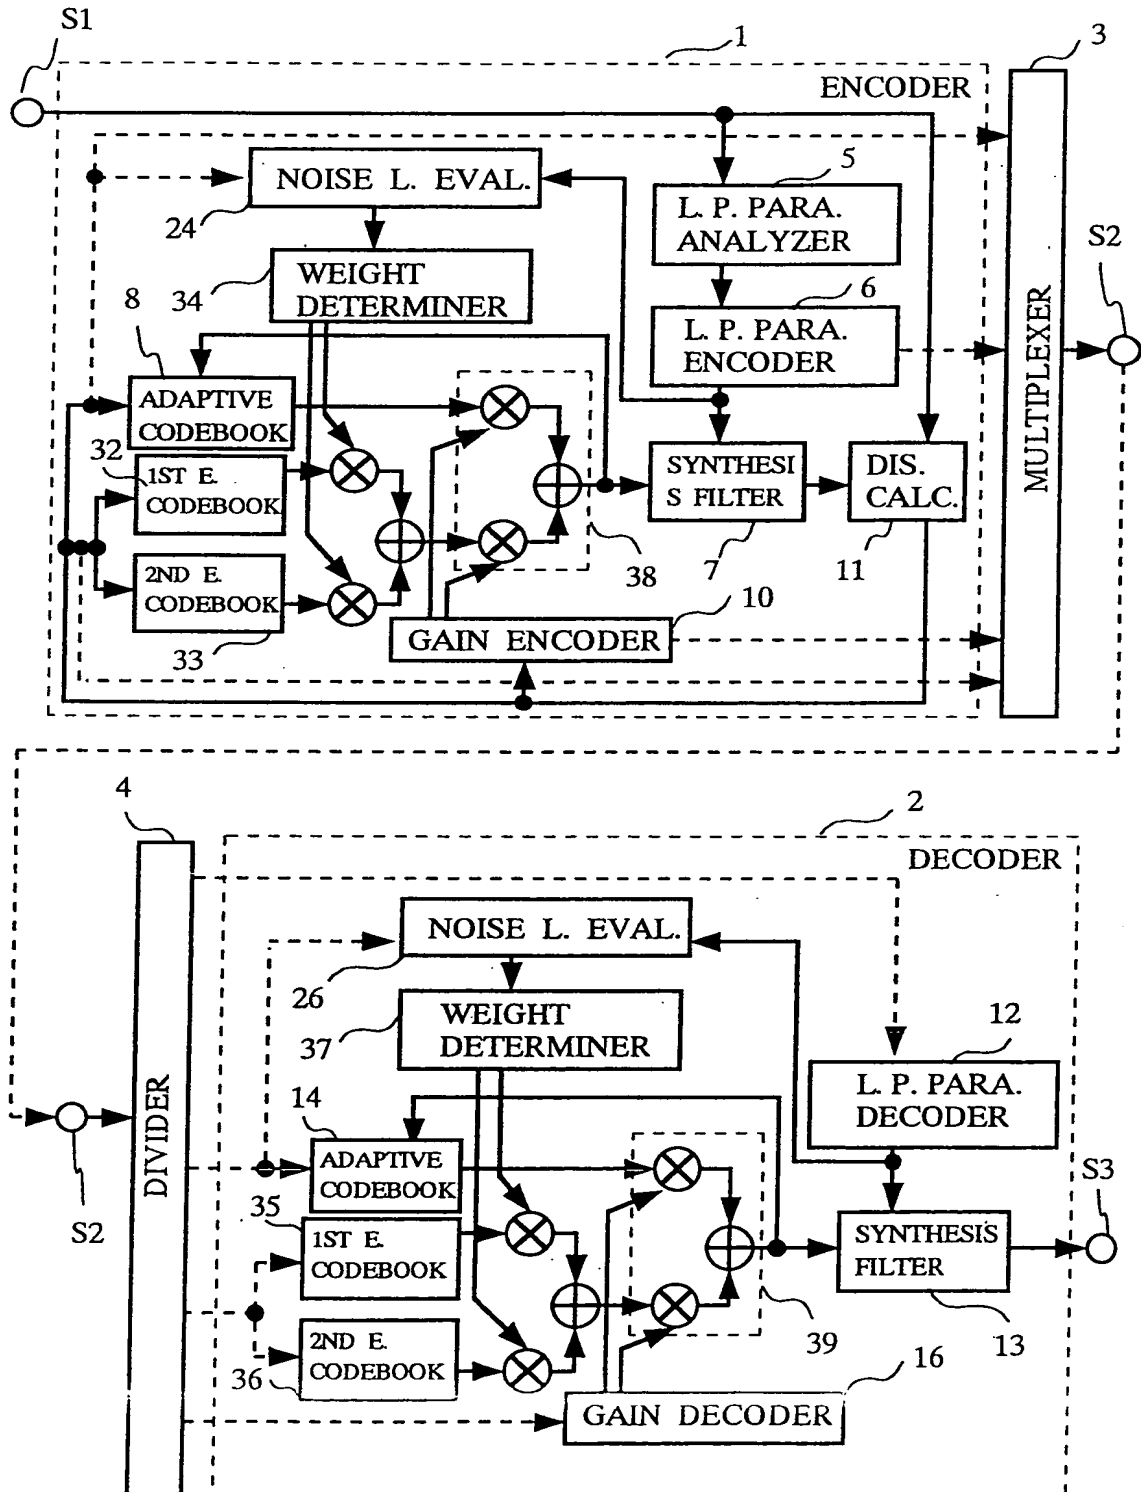 S1
1
3
ENCODER
5
NOISE L. EVAL.
L. P. PARA.
ANALYZER
24
S2
WEIGHT
DETERMINER
34
6
8
L. P. PARA.
ENCODER
MULTIPLEXER
ADAPTIVE
CODEBOOK
32
1ST E.
CODEBOOK
SYNTHESI
S FILTER
DIS.
CALC.
2ND E.
CODEBOOK
38
7
11
10
33
GAIN ENCODER
4
2
DECODER
NOISE L. EVAL.
26
WEIGHT
DETERMINER
37
12
L. P. PARA.
DECODER
14
DIVIDER
ADAPTIVE
CODEBOOK
S3
S2
35
1ST E.
CODEBOOK
SYNTHESIS
FILTER
2ND E.
CODEBOOK
36
39
13
16
GAIN DECODER